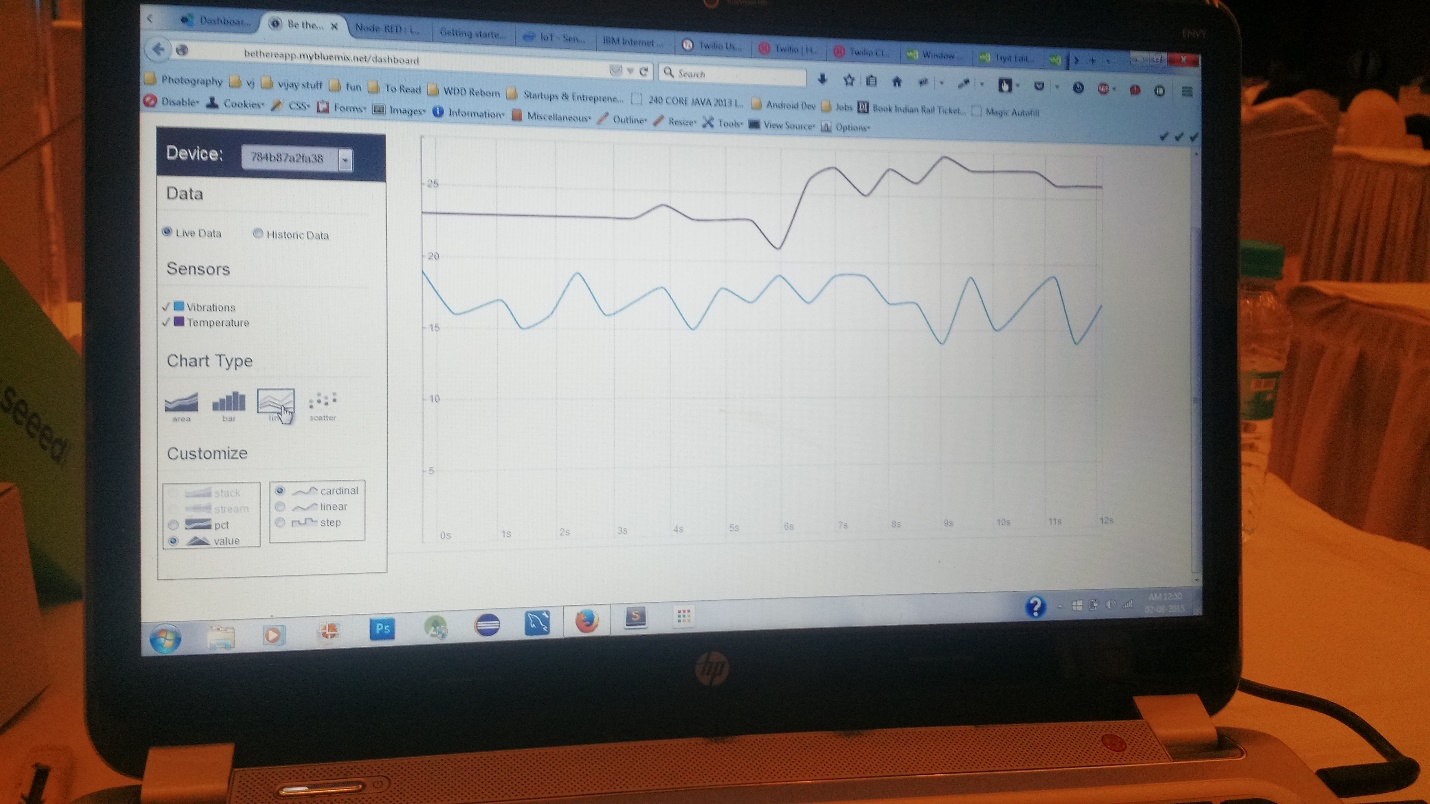 ENVY
Dashboar... Be the... Node-RED : ... Getting starte... IoT - Sen... IBM Internet ... Twilio Us... Twilio | H... Twilio Cl... Window ... Tryit Edit...
bethereapp.mybluemix.net/dashboard Search
Photography vj vijay stuff fun To Read WDD Reborn Startups & Entreprene... 240 CORE JAVA 2013 I... Android Dev Jobs Book Indian Rail Ticket... Magic Autofill
Disable Cookies CSS Forms Images Information Miscellaneous Outline Resize Tools View Source Options
Device: 784b87a2fa38
Data
Live Data Historic Data
Sensors
Vibrations
Temperature
Chart Type
area bar scatter
Customize
stack cardinal
stream linear
pct step
value
25
20
15
10
5
0s 1s 2s 3s 4s 5s 6s 7s 8s 9s 10s 11s 12s
Ps S
hp
seeed